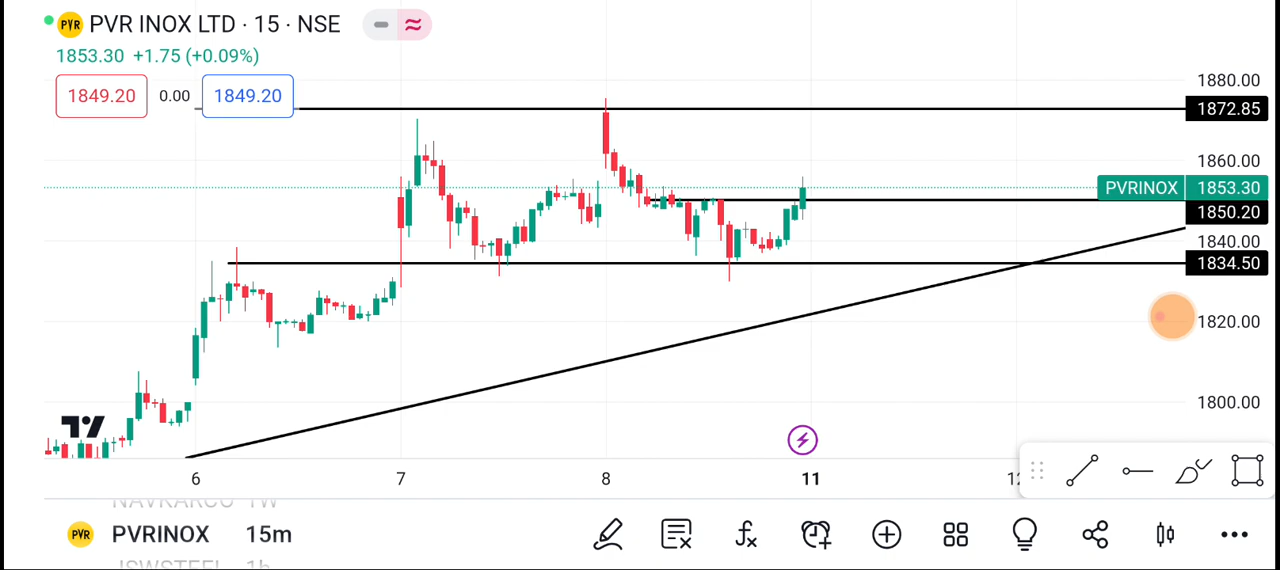 PVR PVR INOX LTD · 15 · NSE
1853.30 +1.75 (+0.09%)
1849.20 0.00 1849.20
1880.00
1872.85
1860.00
PVRINOX 1853.30
1850.20
1840.00
1834.50
1820.00
1800.00
6 7 8 11
PVR PVRINOX 15m